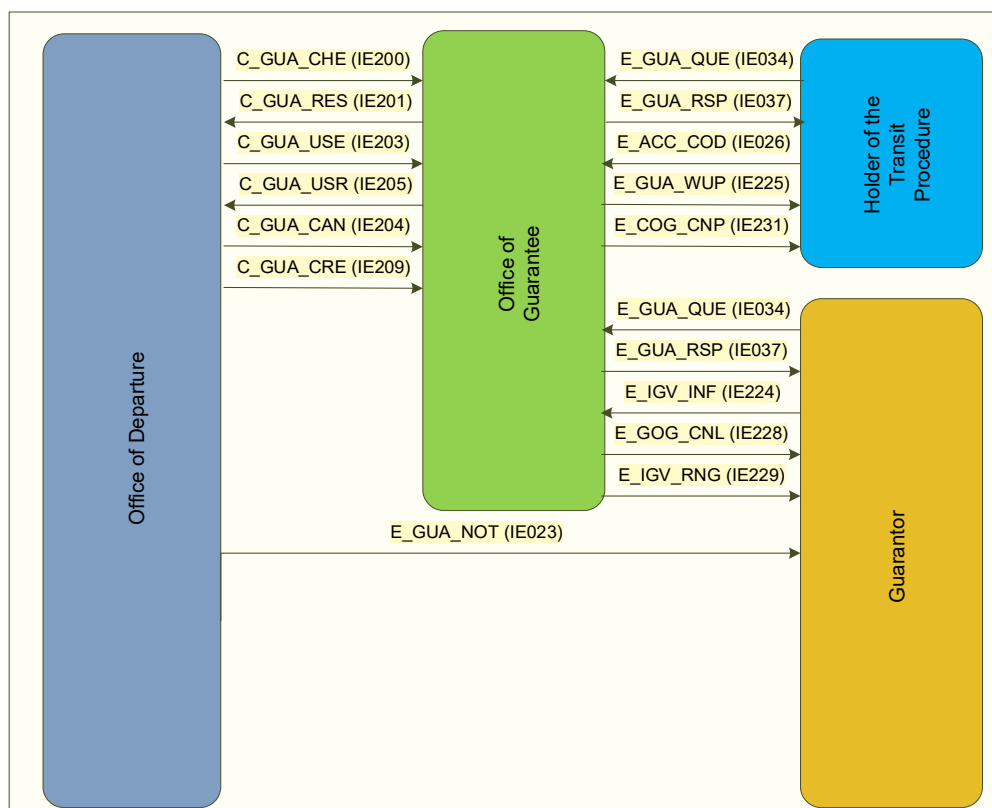 C_GUA_CHE (IE200)
C_GUA_RES (IE201)
C_GUA_USE (IE203)
C_GUA_USR (IE205)
C_GUA_CAN (IE204)
C_GUA_CRE (IE209)
E_GUA_QUE (IE034)
E_GUA_RSP (IE037)
E_ACC_COD (IE026)
E_GUA_WUP (IE225)
E_COG_CNP (IE231)
Holder of the
Transit
Procedure
Office of
Guarantee
E_GUA_QUE (IE034)
E_GUA_RSP (IE037)
E_IGV_INF (IE224)
E_GOG_CNL (IE228)
E_IGV_RNG (IE229)
Office of Departure
E_GUA_NOT (IE023)
Guarantor